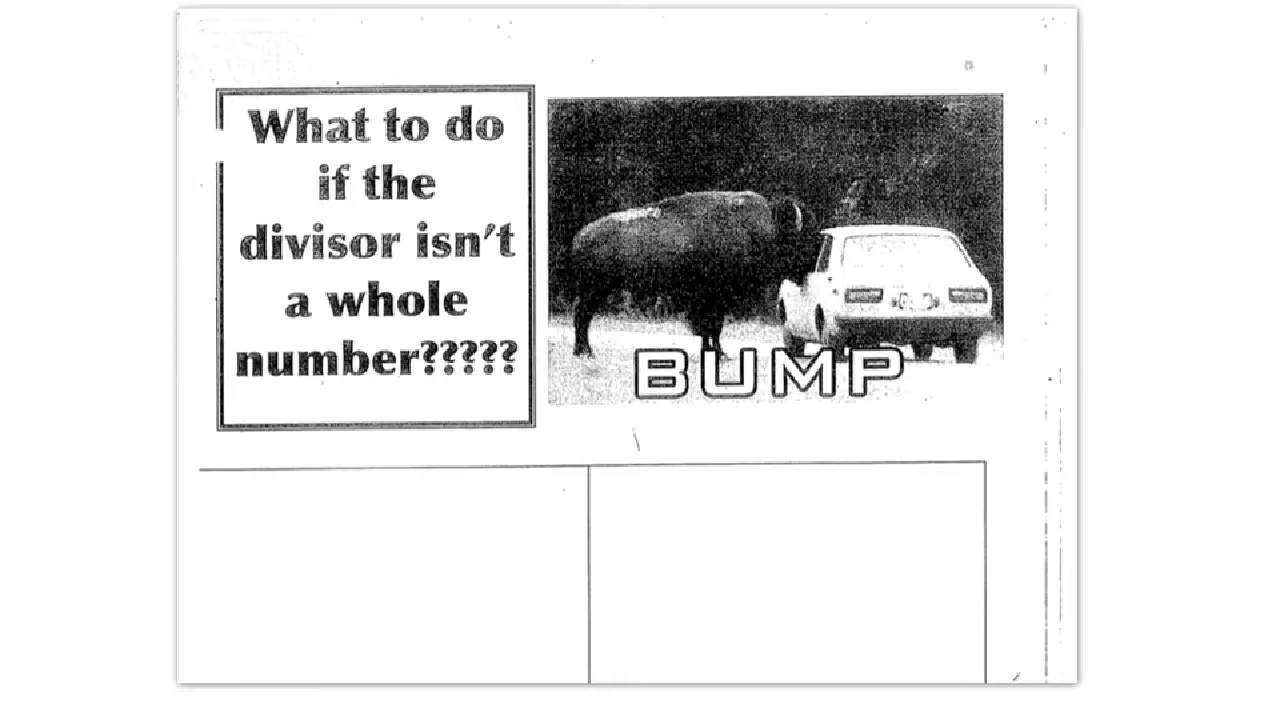 What to do
if the
divisor isn't
a whole
number?????
BUMP